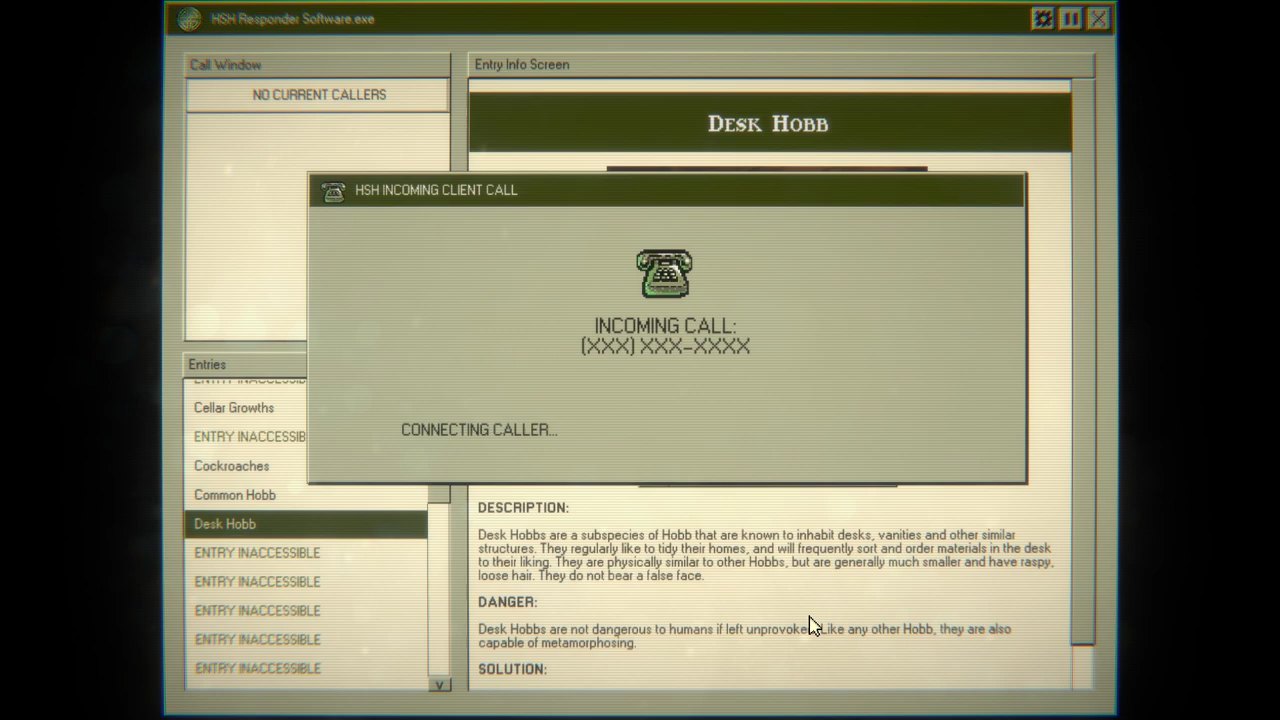 HSH Responder Software.exe
Call Window
NO CURRENT CALLERS
Entry Info Screen
DESK HOBB
HSH INCOMING CLIENT CALL
INCOMING CALL:
(XXX) XXX-XXXX
CONNECTING CALLER...
Entries
ENTRY INACCESSIB
Cellar Growths
ENTRY INACCESSIB
Cockroaches
Common Hobb
Desk Hobb
ENTRY INACCESSIBLE
ENTRY INACCESSIBLE
ENTRY INACCESSIBLE
ENTRY INACCESSIBLE
ENTRY INACCESSIBLE
DESCRIPTION:
Desk Hobbs are a subspecies of Hobb that are known to inhabit desks, vanities and other similar
structures. They regularly like to tidy their homes, and will frequently sort and order materials in the desk
to their liking. They are physically similar to other Hobbs, but are generally much smaller and have raspy,
loose hair. They do not bear a false face.
DANGER:
Desk Hobbs are not dangerous to humans if left unprovoked. Like any other Hobb, they are also
capable of metamorphosing.
SOLUTION: